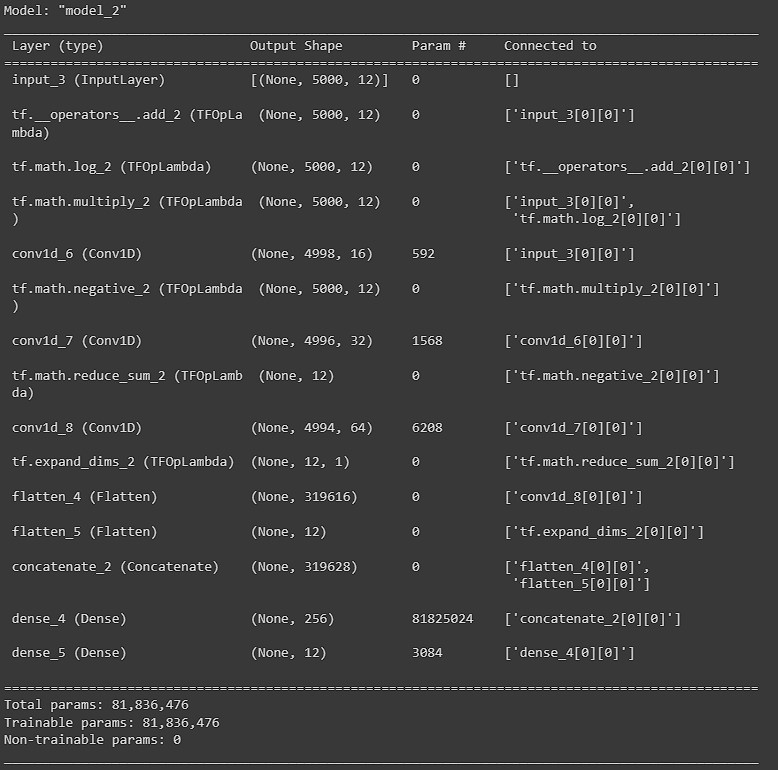 Model: "model_2"
__________________________________________________________________________________________________
Layer (type)                   Output Shape         Param #     Connected to
==================================================================================================
input_3 (InputLayer)           [(None, 5000, 12)]   0           []
tf.__operators__.add_2 (TFOpLa  (None, 5000, 12)    0           ['input_3[0][0]']
mbda)
tf.math.log_2 (TFOpLambda)     (None, 5000, 12)     0           ['tf.__operators__.add_2[0][0]']
tf.math.multiply_2 (TFOpLambda  (None, 5000, 12)    0           ['input_3[0][0]',
)                                                                'tf.math.log_2[0][0]']
conv1d_6 (Conv1D)              (None, 4998, 16)     592         ['input_3[0][0]']
tf.math.negative_2 (TFOpLambda  (None, 5000, 12)    0           ['tf.math.multiply_2[0][0]']
)
conv1d_7 (Conv1D)              (None, 4996, 32)     1568        ['conv1d_6[0][0]']
tf.math.reduce_sum_2 (TFOpLamb  (None, 12)          0           ['tf.math.negative_2[0][0]']
da)
conv1d_8 (Conv1D)              (None, 4994, 64)     6208        ['conv1d_7[0][0]']
tf.expand_dims_2 (TFOpLambda)  (None, 12, 1)        0           ['tf.math.reduce_sum_2[0][0]']
flatten_4 (Flatten)            (None, 319616)       0           ['conv1d_8[0][0]']
flatten_5 (Flatten)            (None, 12)           0           ['tf.expand_dims_2[0][0]']
concatenate_2 (Concatenate)    (None, 319628)       0           ['flatten_4[0][0]',
                                                                 'flatten_5[0][0]']
dense_4 (Dense)                (None, 256)          81825024    ['concatenate_2[0][0]']
dense_5 (Dense)                (None, 12)           3084        ['dense_4[0][0]']
==================================================================================================
Total params: 81,836,476
Trainable params: 81,836,476
Non-trainable params: 0
__________________________________________________________________________________________________